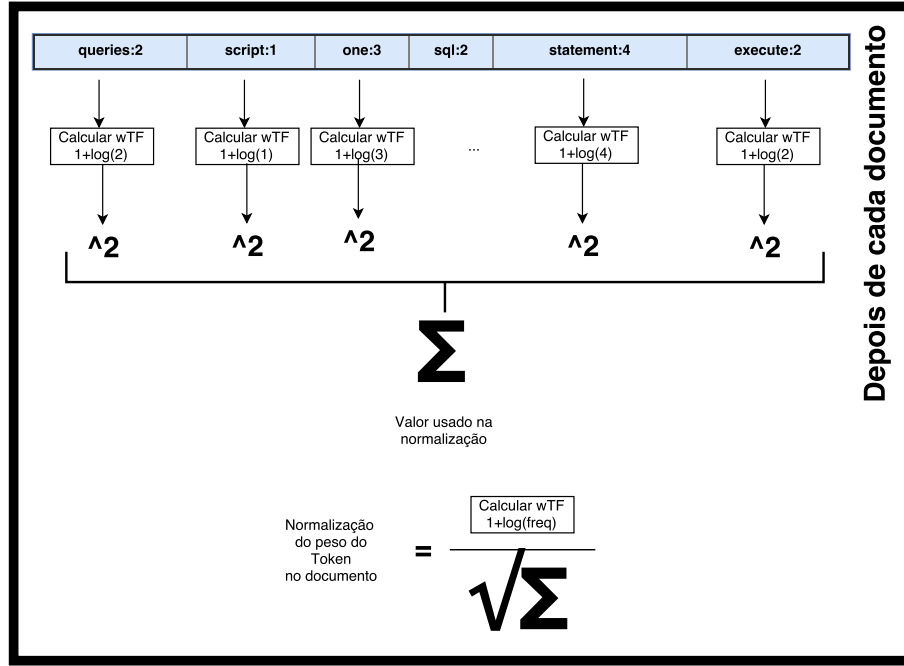 queries:2 script:1 one:3 sql:2 statement:4 execute:2
Calcular wTF
1+log(2)
Calcular wTF
1+log(1)
Calcular wTF
1+log(3)
...
Calcular wTF
1+log(4)
Calcular wTF
1+log(2)
^2 ^2 ^2 ^2 ^2
Σ
Valor usado na
normalização
Normalização
do peso do
Token
no documento
=
Calcular wTF
1+log(freq)
√Σ
Depois de cada documento